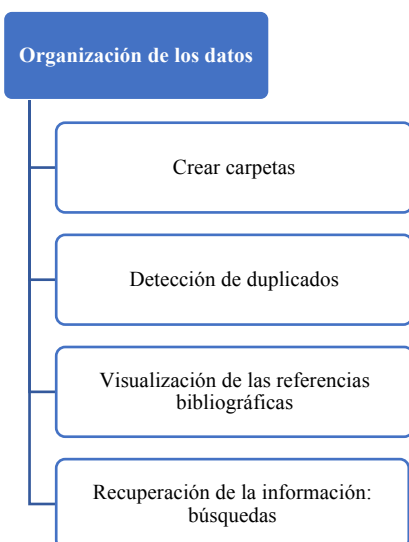 Organización de los datos
Crear carpetas
Detección de duplicados
Visualización de las referencias
bibliográficas
Recuperación de la información:
búsquedas